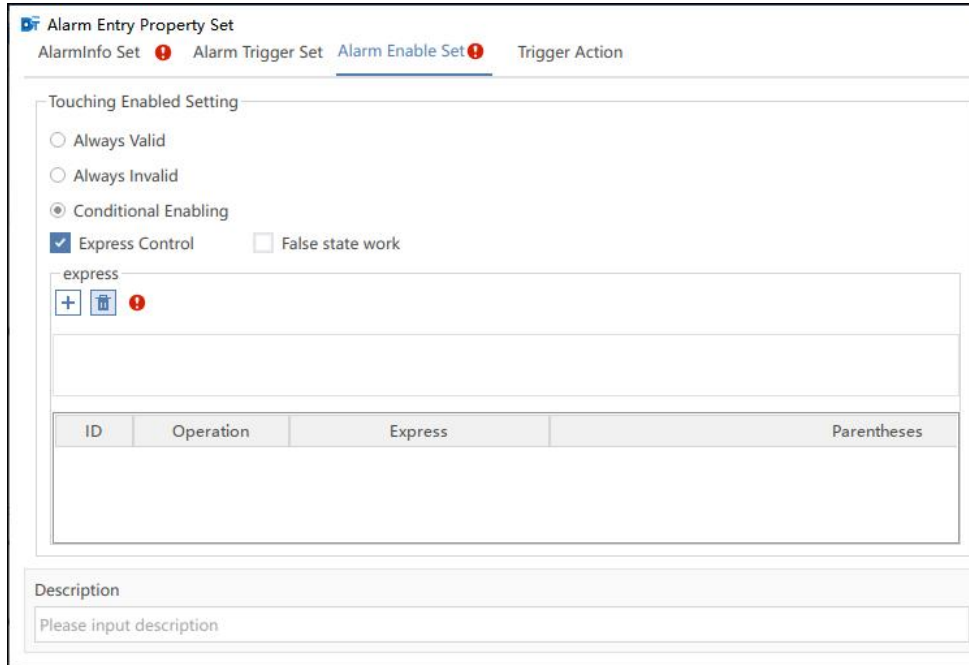 DT Alarm Entry Property Set
AlarmInfo Set Alarm Trigger Set Alarm Enable Set Trigger Action
Touching Enabled Setting
Always Valid
Always Invalid
Conditional Enabling
Express Control False state work
express
ID Operation Express Parentheses
Description
Please input description